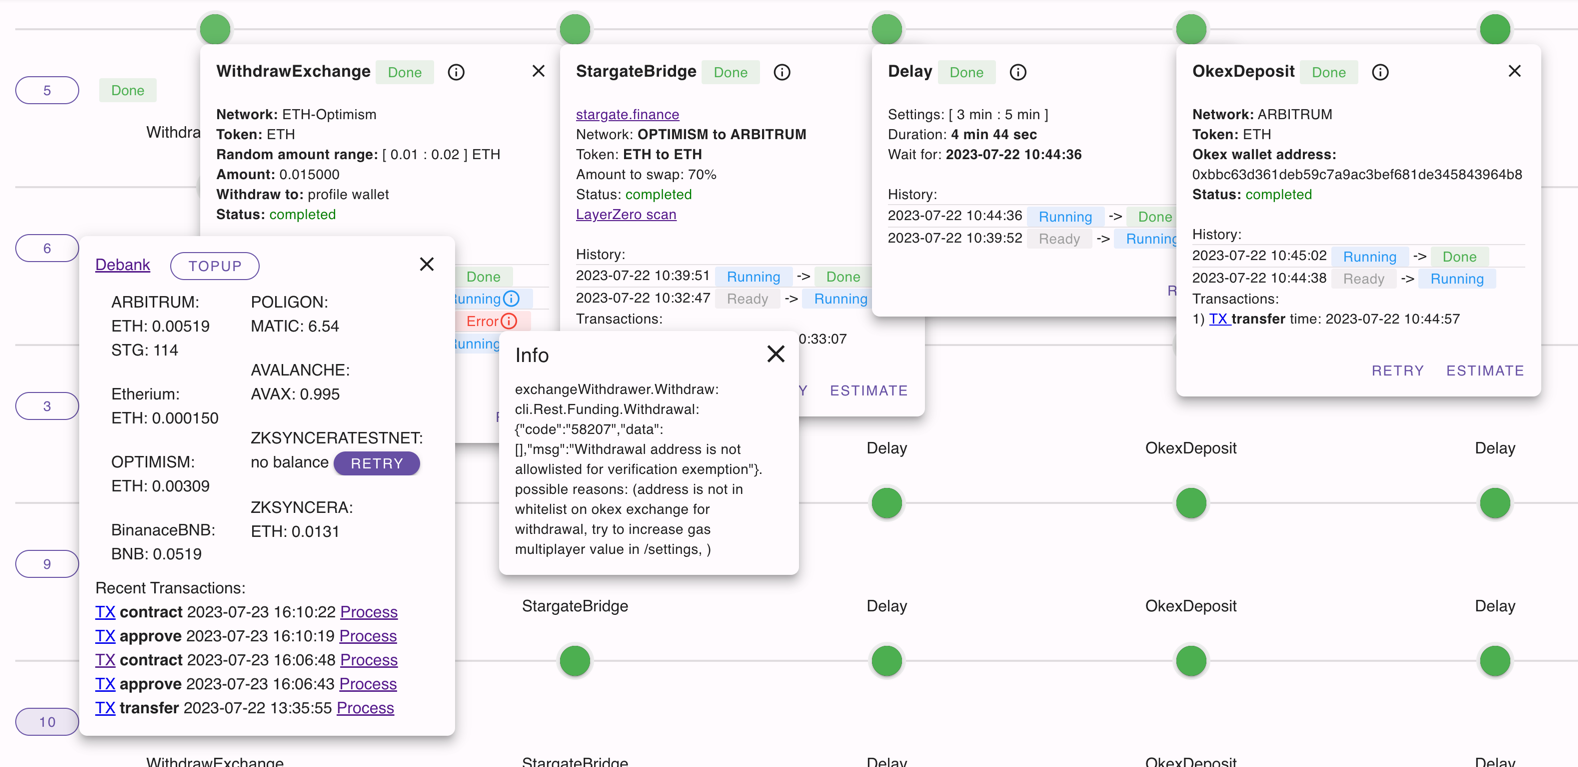 5
Done
Withdra
6
3
9
10
WithdrawExchange Done
Network: ETH-Optimism
Token: ETH
Random amount range: [ 0.01 : 0.02 ] ETH
Amount: 0.015000
Withdraw to: profile wallet
Status: completed
Done
Running
Error
Running
StargateBridge Done
stargate.finance
Network: OPTIMISM to ARBITRUM
Token: ETH to ETH
Amount to swap: 70%
Status: completed
LayerZero scan
History:
2023-07-22 10:39:51 Running -> Done
2023-07-22 10:32:47 Ready -> Running
Transactions:
0:33:07
Y ESTIMATE
Delay Done
Settings: [ 3 min : 5 min ]
Duration: 4 min 44 sec
Wait for: 2023-07-22 10:44:36
History:
2023-07-22 10:44:36 Running -> Done
2023-07-22 10:39:52 Ready -> Running
R
OkexDeposit Done
Network: ARBITRUM
Token: ETH
Okex wallet address:
0xbbc63d361deb59c7a9ac3bef681de345843964b8
Status: completed
History:
2023-07-22 10:45:02 Running -> Done
2023-07-22 10:44:38 Ready -> Running
Transactions:
1) TX transfer time: 2023-07-22 10:44:57
RETRY ESTIMATE
Debank TOPUP
ARBITRUM:
ETH: 0.00519
STG: 114
Etherium:
ETH: 0.000150
OPTIMISM:
ETH: 0.00309
BinanaceBNB:
BNB: 0.0519
POLIGON:
MATIC: 6.54
AVALANCHE:
AVAX: 0.995
ZKSYNCERATESTNET:
no balance RETRY
ZKSYNCERA:
ETH: 0.0131
Recent Transactions:
TX contract 2023-07-23 16:10:22 Process
TX approve 2023-07-23 16:10:19 Process
TX contract 2023-07-23 16:06:48 Process
TX approve 2023-07-23 16:06:43 Process
TX transfer 2023-07-22 13:35:55 Process
Info
exchangeWithdrawer.Withdraw:
cli.Rest.Funding.Withdrawal:
{"code":"58207","data":
[],"msg":"Withdrawal address is not
allowlisted for verification exemption"}.
possible reasons: (address is not in
whitelist on okex exchange for
withdrawal, try to increase gas
multiplayer value in /settings, )
Delay OkexDeposit Delay
StargateBridge Delay OkexDeposit Delay
WithdrawExchange StargateBridge Delay OkexDeposit Delay